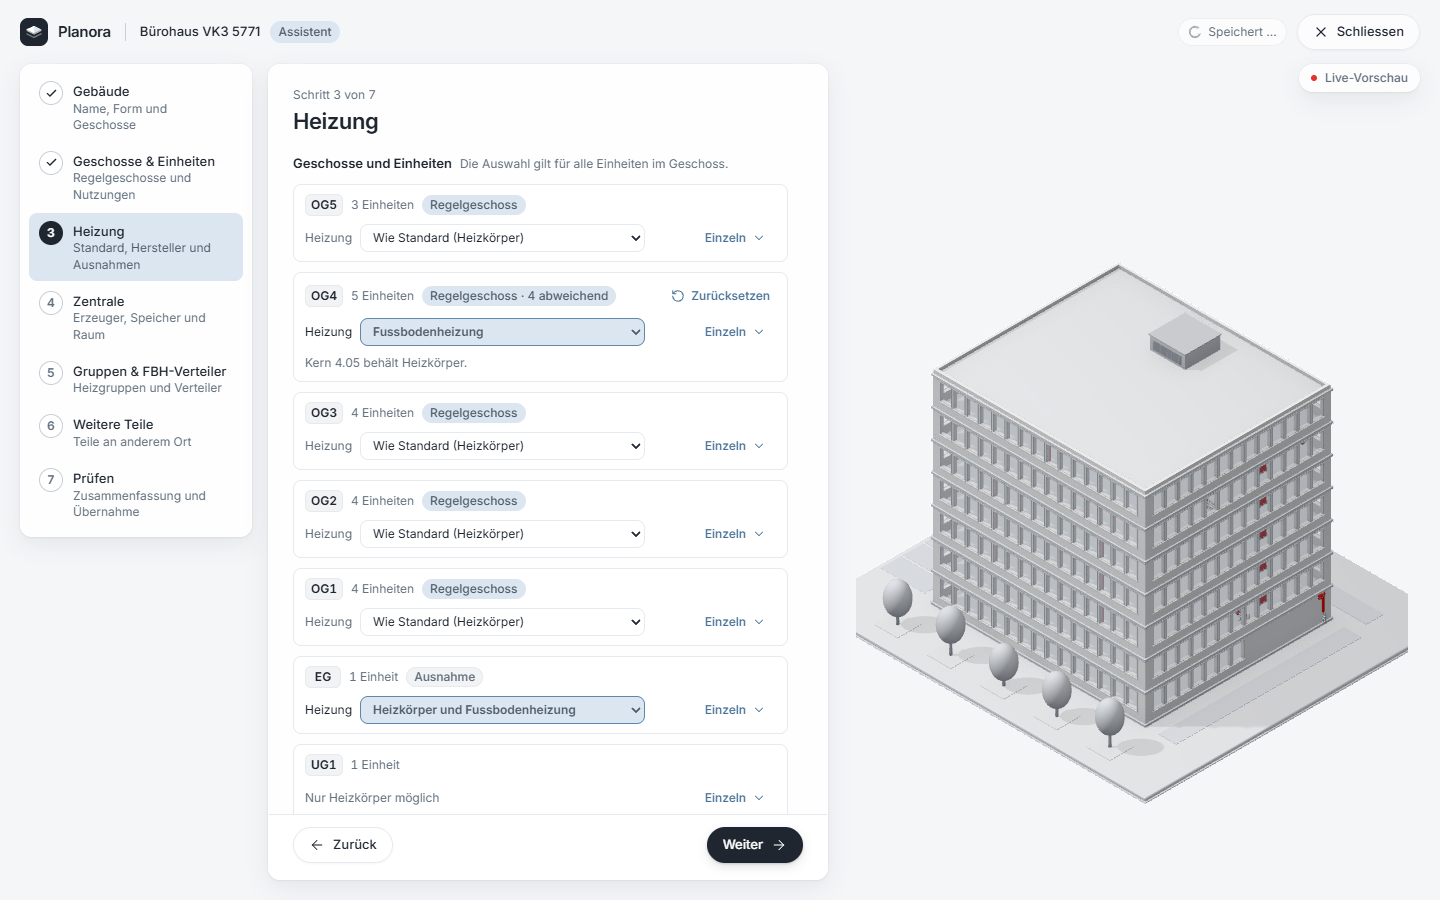 Planora
Bürohaus VK3 5771
Assistent
Speichert ...
Schliessen
Gebäude
Name, Form und
Geschosse
Geschosse & Einheiten
Regelgeschosse und
Nutzungen
3
Heizung
Standard, Hersteller und
Ausnahmen
4
Zentrale
Erzeuger, Speicher und
Raum
5
Gruppen & FBH-Verteiler
Heizgruppen und Verteiler
6
Weitere Teile
Teile an anderem Ort
7
Prüfen
Zusammenfassung und
Übernahme
Schritt 3 von 7
Heizung
Geschosse und Einheiten Die Auswahl gilt für alle Einheiten im Geschoss.
OG5 3 Einheiten Regelgeschoss
Heizung Wie Standard (Heizkörper) Einzeln
OG4 5 Einheiten Regelgeschoss · 4 abweichend Zurücksetzen
Heizung Fussbodenheizung Einzeln
Kern 4.05 behält Heizkörper.
OG3 4 Einheiten Regelgeschoss
Heizung Wie Standard (Heizkörper) Einzeln
OG2 4 Einheiten Regelgeschoss
Heizung Wie Standard (Heizkörper) Einzeln
OG1 4 Einheiten Regelgeschoss
Heizung Wie Standard (Heizkörper) Einzeln
EG 1 Einheit Ausnahme
Heizung Heizkörper und Fussbodenheizung Einzeln
UG1 1 Einheit
Nur Heizkörper möglich Einzeln
Zurück
Weiter
Live-Vorschau